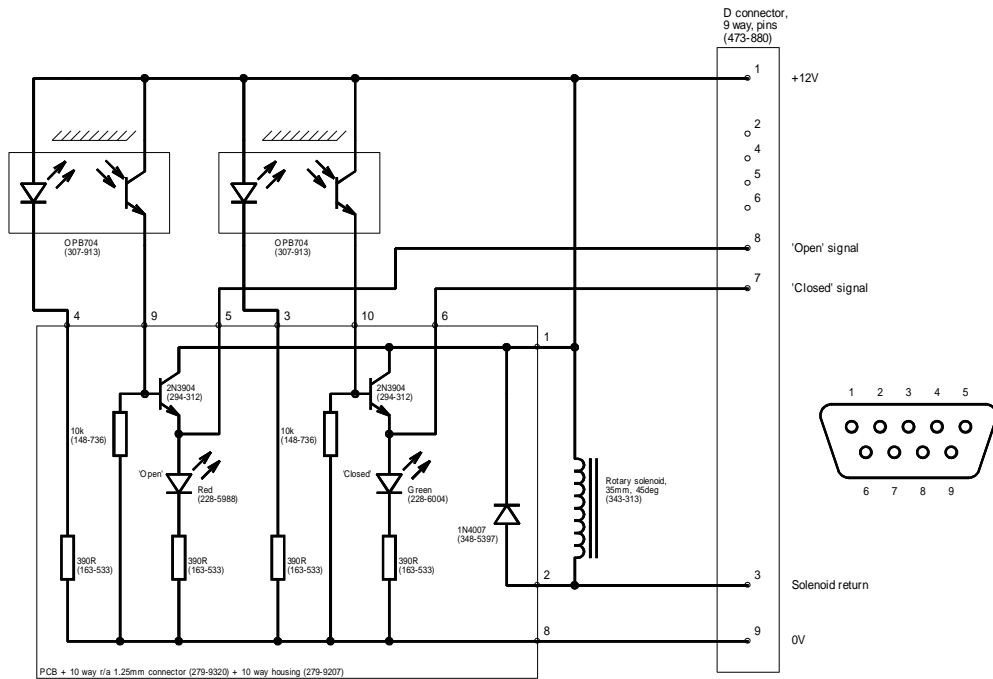 D connector,
9 way, pins
(473-880)
1
+12V
2
4
5
6
8
'Open' signal
7
'Closed' signal
OPB704
(307-913)
OPB704
(307-913)
4
9
5
3
10
6
1
2N3904
(294-312)
2N3904
(294-312)
10k
(148-736)
10k
(148-736)
'Open'
Red
(228-5988)
'Closed'
Green
(228-6004)
Rotary solenoid,
35mm, 45deg
(343-313)
1N4007
(348-5397)
390R
(163-533)
390R
(163-533)
390R
(163-533)
390R
(163-533)
2
3
Solenoid return
8
9
0V
PCB + 10 way r/a 1.25mm connector (279-9320) + 10 way housing (279-9207)
1 2 3 4 5
6 7 8 9